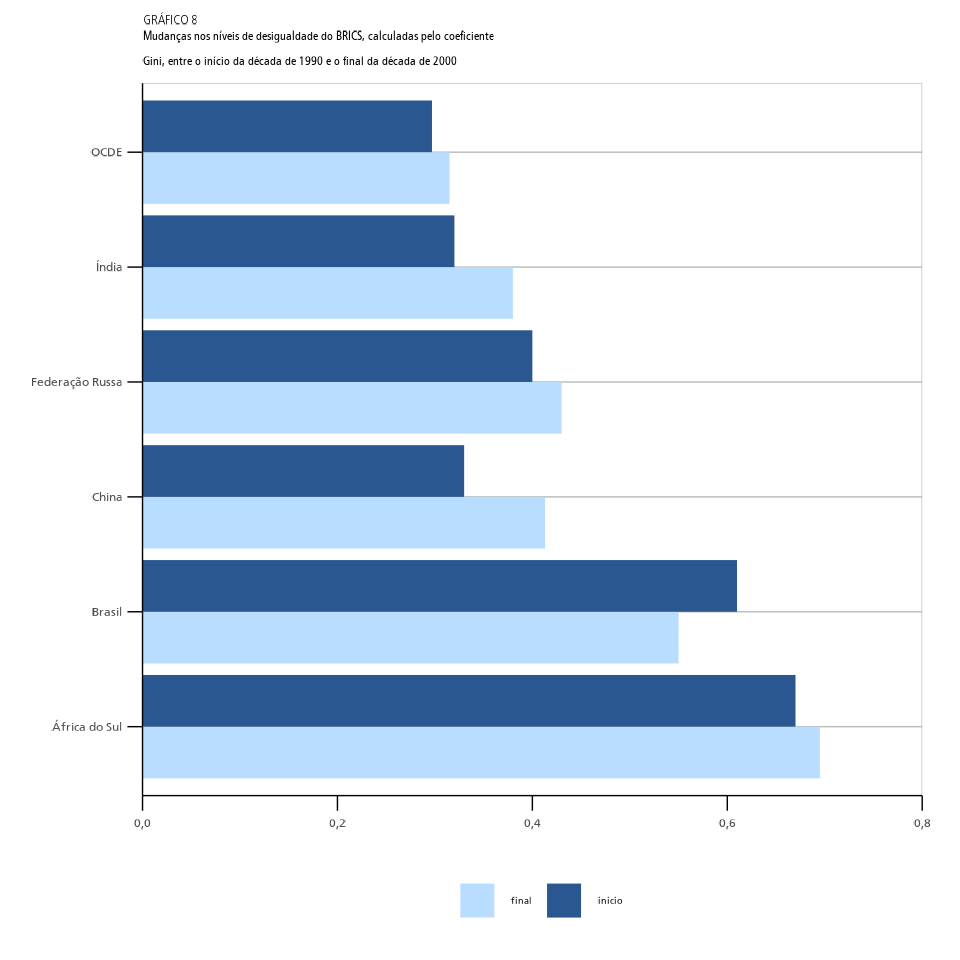 GRÁFICO 8
Mudanças nos níveis de desigualdade do BRICS, calculadas pelo coeficiente
Gini, entre o início da década de 1990 e o final da década de 2000
OCDE
Índia
Federação Russa
China
Brasil
África do Sul
0,0 0,2 0,4 0,6 0,8
final início